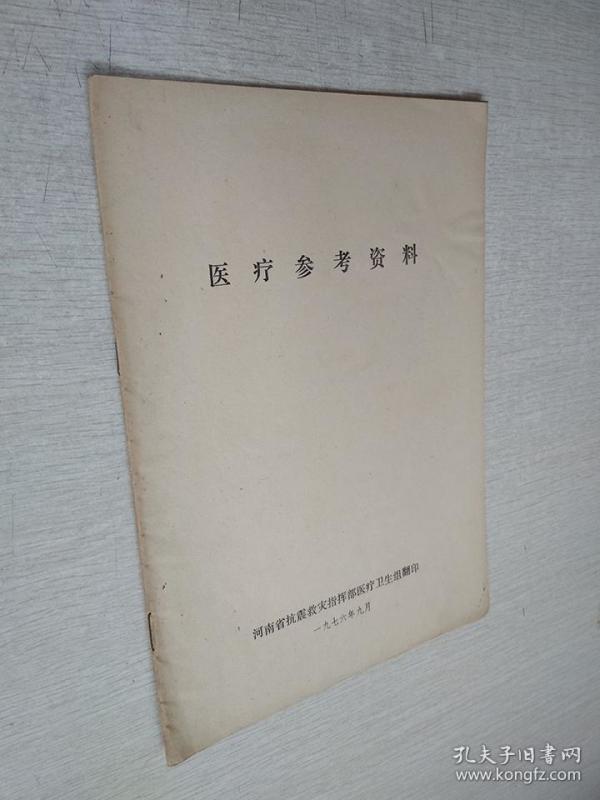 医疗参考资料
河南省抗震救灾指挥部医疗卫生组翻印
一九七六年九月
孔夫子旧書网
www.kongfz.com